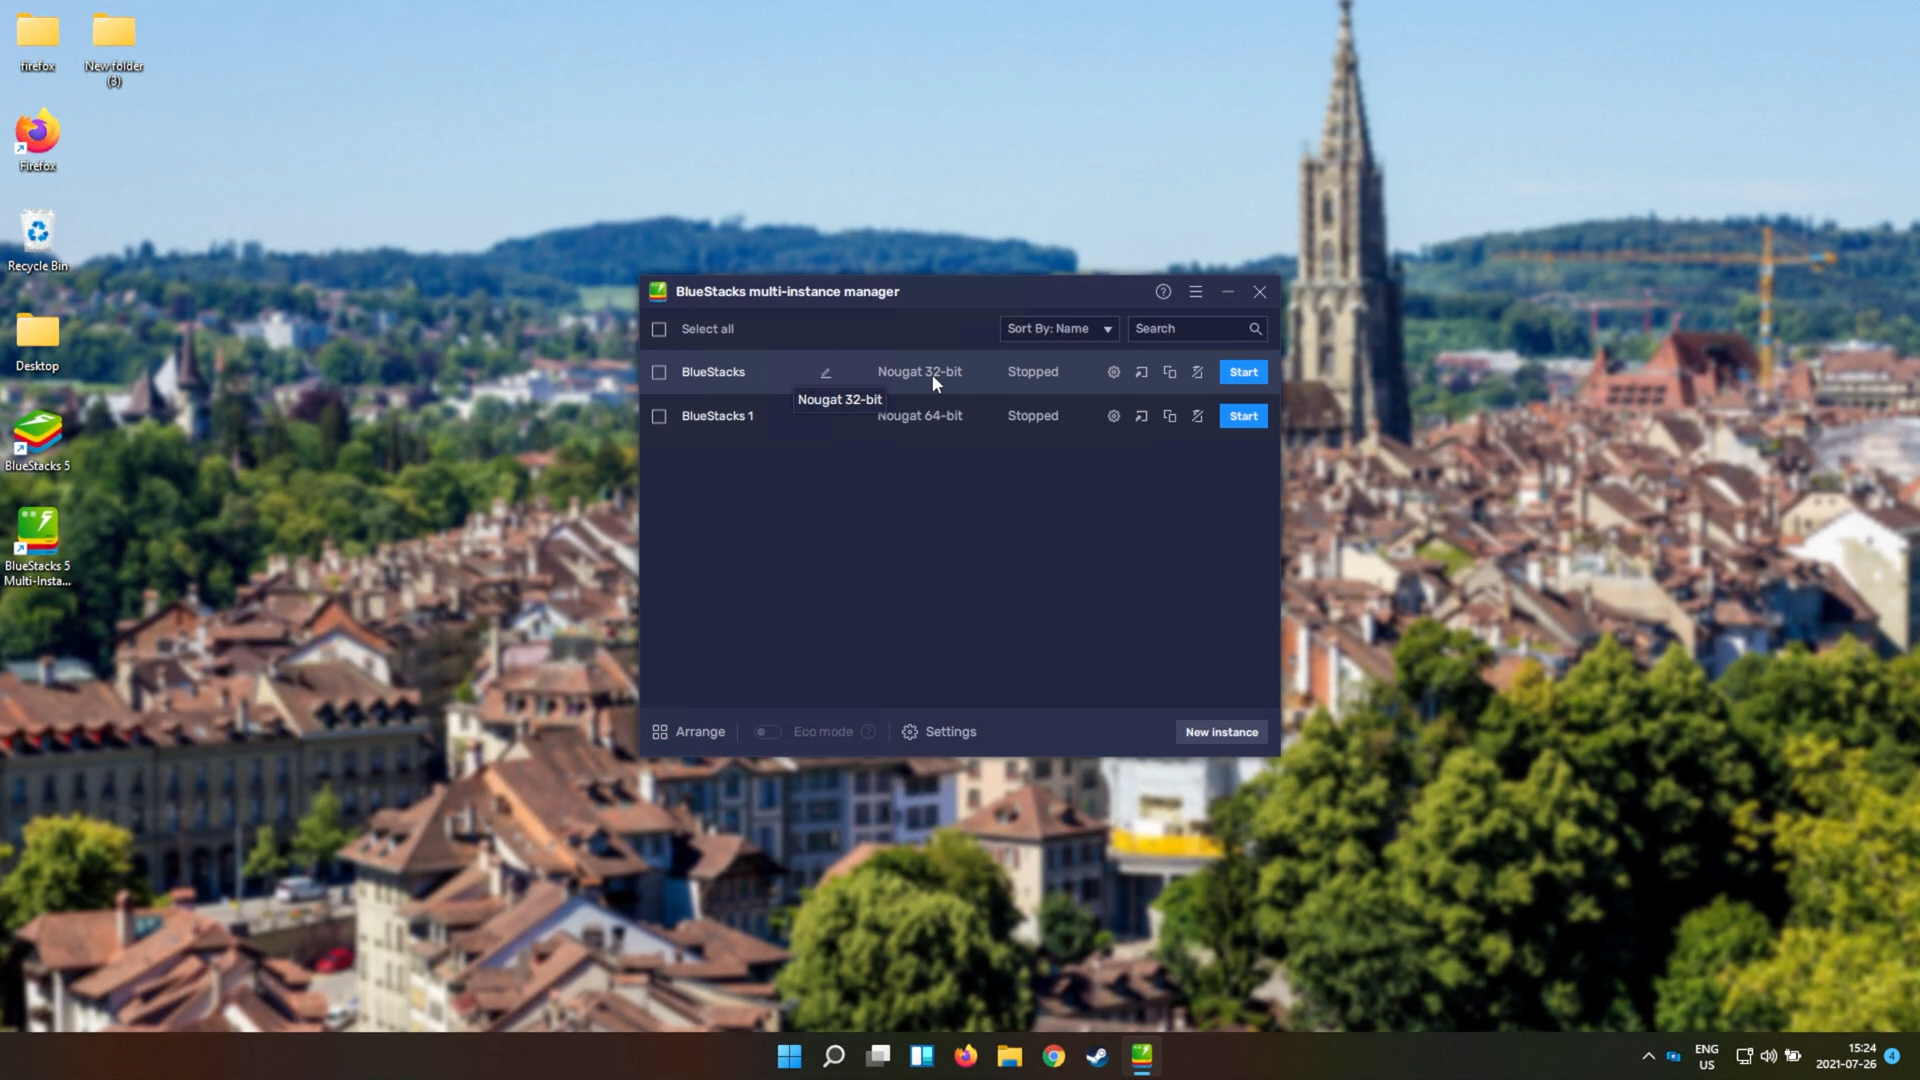 firefox
New folder
(3)
Firefox
Recycle Bin
Desktop
BlueStacks 5
BlueStacks 5
Multi-Insta...
BlueStacks multi-instance manager
Select all
Sort By: Name
Search
BlueStacks
Nougat 32-bit
Stopped
Start
Nougat 32-bit
BlueStacks 1
Nougat 64-bit
Stopped
Start
Arrange
Eco mode
Settings
New instance
ENG
US
15:24
2021-07-26
4